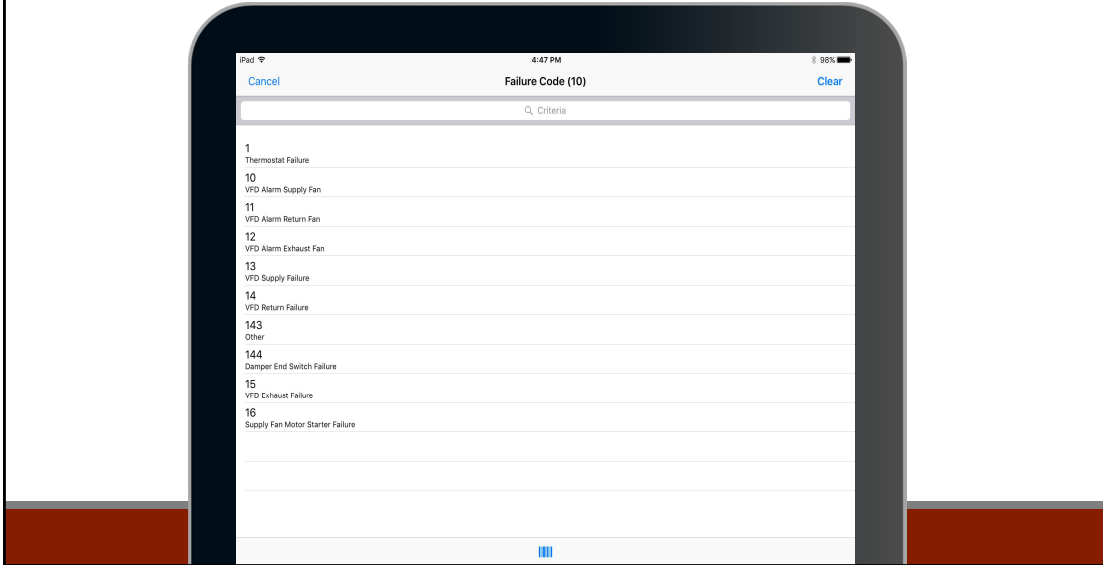 iPad 4:47 PM 98%
Cancel Failure Code (10) Clear
Criteria
1
Thermostat Failure
10
VFD Alarm Supply Fan
11
VFD Alarm Return Fan
12
VFD Alarm Exhaust Fan
13
VFD Supply Failure
14
VFD Return Failure
143
Other
144
Damper End Switch Failure
15
VFD Exhaust Failure
16
Supply Fan Motor Starter Failure